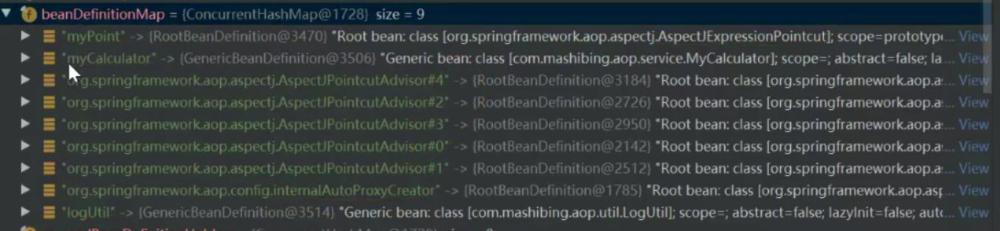 beanDefinitionMap = {ConcurrentHashMap@1728} size = 9
"myPoint" -> {RootBeanDefinition@3470} "Root bean: class [org.springframework.aop.aspectj.AspectJExpressionPointcut]; scope=prototype... View
"myCalculator" -> {GenericBeanDefinition@3506} "Generic bean: class [com.mashibing.aop.service.MyCalculator]; scope=; abstract=false; la... View
"org.springframework.aop.aspectj.AspectJPointcutAdvisor#4" -> {RootBeanDefinition@3184} "Root bean: class [org.springframework.aop.a... View
"org.springframework.aop.aspectj.AspectJPointcutAdvisor#2" -> {RootBeanDefinition@2726} "Root bean: class [org.springframework.aop.a... View
"org.springframework.aop.aspectj.AspectJPointcutAdvisor#3" -> {RootBeanDefinition@2950} "Root bean: class [org.springframework.aop.a... View
"org.springframework.aop.aspectj.AspectJPointcutAdvisor#0" -> {RootBeanDefinition@2142} "Root bean: class [org.springframework.aop.a... View
"org.springframework.aop.aspectj.AspectJPointcutAdvisor#1" -> {RootBeanDefinition@2512} "Root bean: class [org.springframework.aop.a... View
"org.springframework.aop.config.internalAutoProxyCreator" -> {RootBeanDefinition@1785} "Root bean: class [org.springframework.aop.asp... View
"logUtil" -> {GenericBeanDefinition@3514} "Generic bean: class [com.mashibing.aop.util.LogUtil]; scope=; abstract=false; lazyInit=false; auto... View